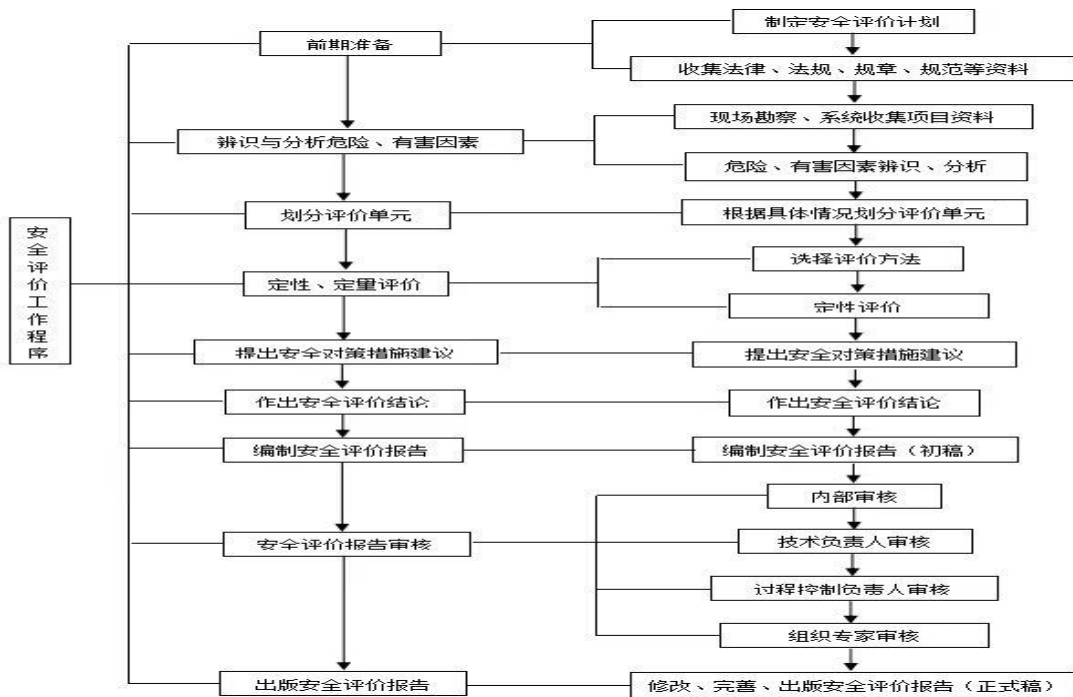 安全评价工作程序
前期准备
制定安全评价计划
收集法律、法规、规章、规范等资料
辨识与分析危险、有害因素
现场勘察、系统收集项目资料
危险、有害因素辨识、分析
划分评价单元
根据具体情况划分评价单元
定性、定量评价
选择评价方法
定性评价
提出安全对策措施建议
提出安全对策措施建议
作出安全评价结论
作出安全评价结论
编制安全评价报告
编制安全评价报告（初稿）
安全评价报告审核
内部审核
技术负责人审核
过程控制负责人审核
组织专家审核
出版安全评价报告
修改、完善、出版安全评价报告（正式稿）